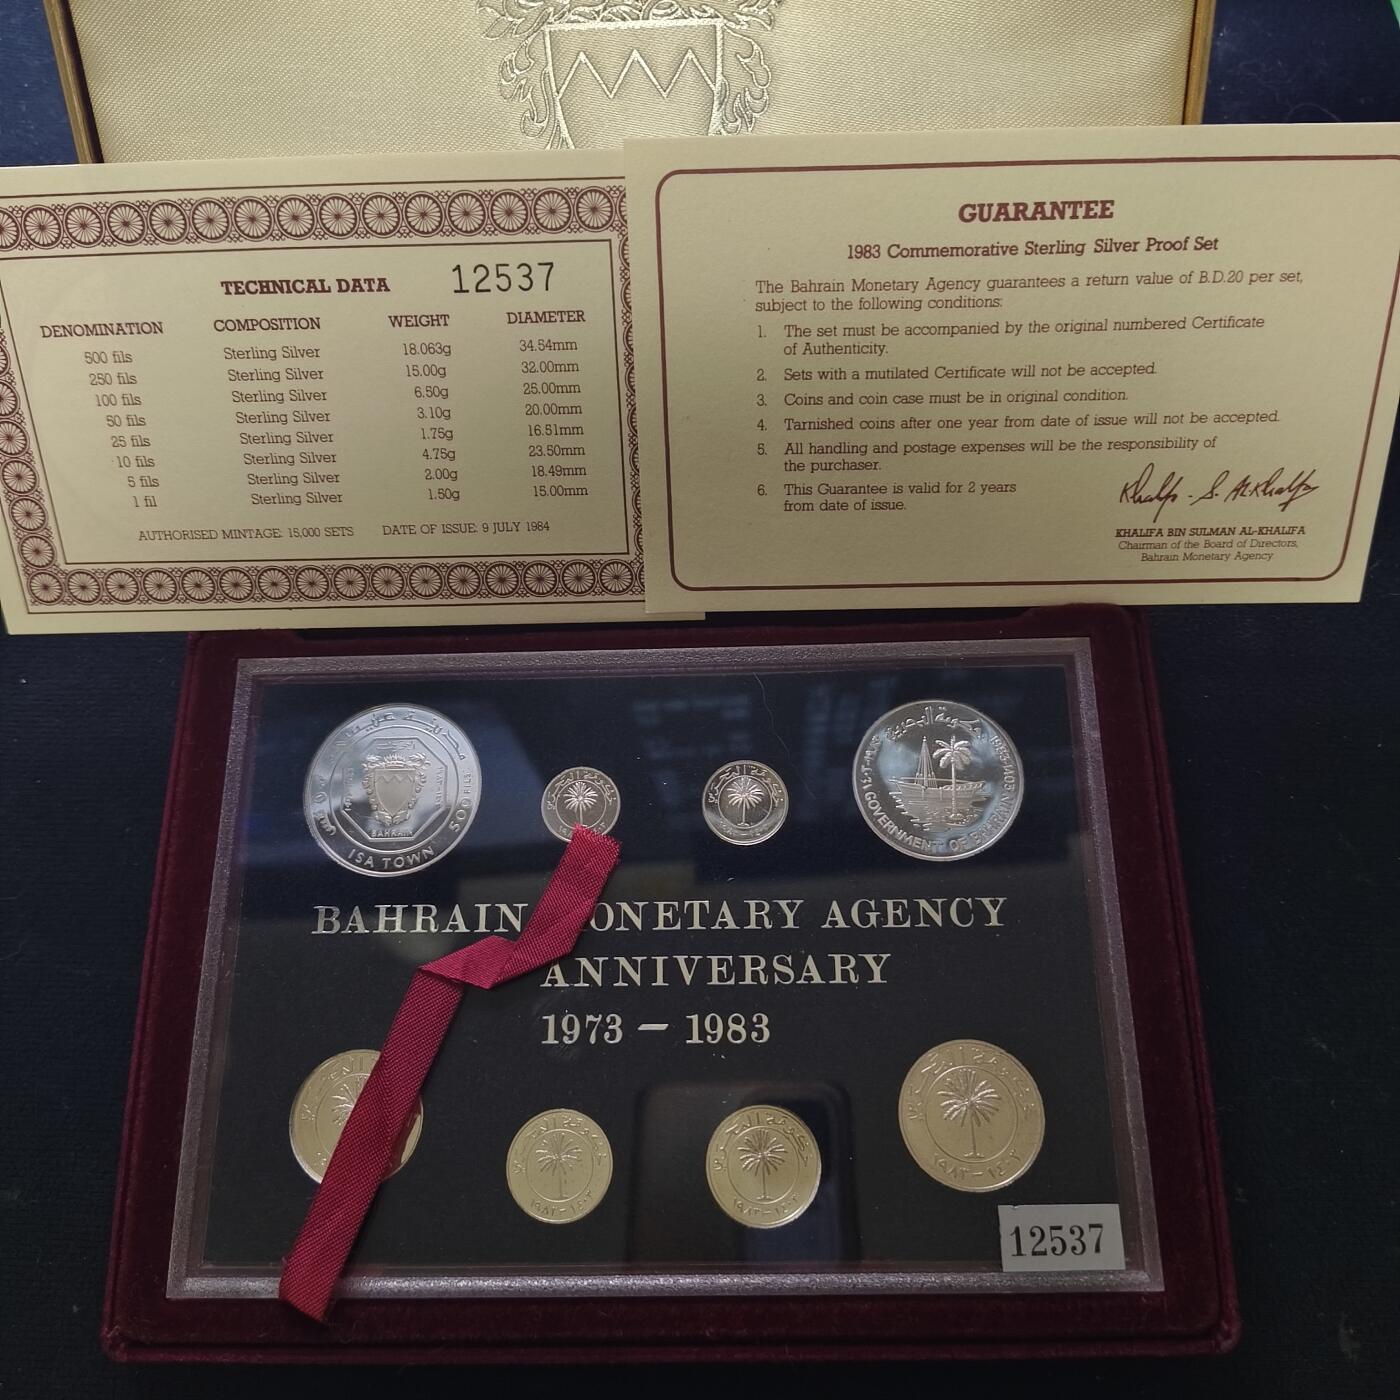 TECHNICAL DATA 12537
DENOMINATION COMPOSITION WEIGHT DIAMETER
500 fils Sterling Silver 18.063g 34.54mm
250 fils Sterling Silver 15.00g 32.00mm
100 fils Sterling Silver 6.50g 25.00mm
50 fils Sterling Silver 3.10g 20.00mm
25 fils Sterling Silver 1.75g 16.51mm
10 fils Sterling Silver 4.75g 23.50mm
5 fils Sterling Silver 2.00g 18.49mm
1 fil Sterling Silver 1.50g 15.00mm
AUTHORISED MINTAGE: 15,000 SETS DATE OF ISSUE: 9 JULY 1984
GUARANTEE
1983 Commemorative Sterling Silver Proof Set
The Bahrain Monetary Agency guarantees a return value of B.D.20 per set,
subject to the following conditions:
1. The set must be accompanied by the original numbered Certificate
of Authenticity.
2. Sets with a mutilated Certificate will not be accepted.
3. Coins and coin case must be in original condition.
4. Tarnished coins after one year from date of issue will not be accepted.
5. All handling and postage expenses will be the responsibility of
the purchaser.
6. This Guarantee is valid for 2 years
from date of issue.
KHALIFA BIN SULMAN AL-KHALIFA
Chairman of the Board of Directors,
Bahrain Monetary Agency
BAHRAIN
ISA TOWN
حكومة البحرين
GOVERNMENT OF BAHRAIN
BAHRAIN ONETARY AGENCY
ANNIVERSARY
1973 – 1983
١٩٨٣-١٤٠٣
١٩٨٣-١٤٠٣
١٩٨٣-١٤٠٣
12537